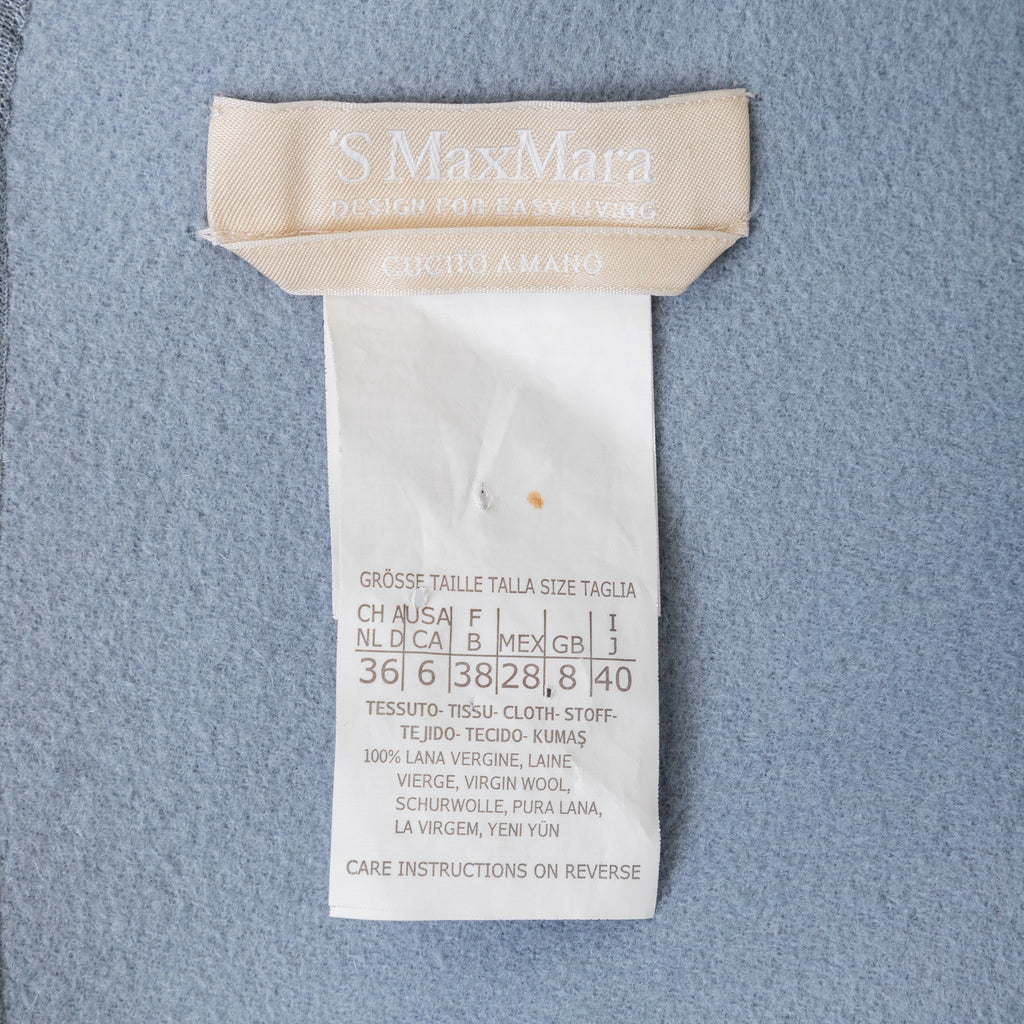 'S MaxMara
DESIGN FOR EASY LIVING
CUCITO A MANO
GRÖSSE TAILLE TALLA SIZE TAGLIA
CH A USA F I
NL D CA B MEX GB J
36 6 38 28 8 40
TESSUTO- TISSU- CLOTH- STOFF-
TEJIDO- TECIDO- KUMAŞ
100% LANA VERGINE, LAINE
VIERGE, VIRGIN WOOL,
SCHURWOLLE, PURA LANA,
LA VIRGEM, YENI YÜN
CARE INSTRUCTIONS ON REVERSE